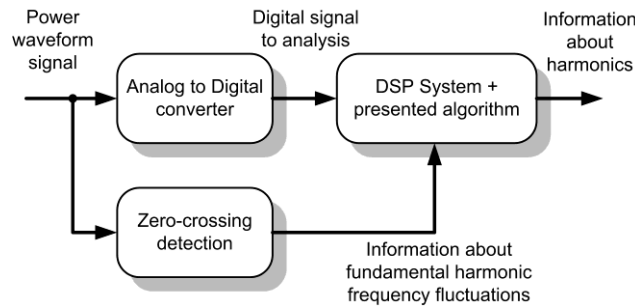 Power
waveform
signal
Analog to Digital
converter
Digital signal
to analysis
DSP System +
presented algorithm
Information
about
harmonics
Zero-crossing
detection
Information about
fundamental harmonic
frequency fluctuations